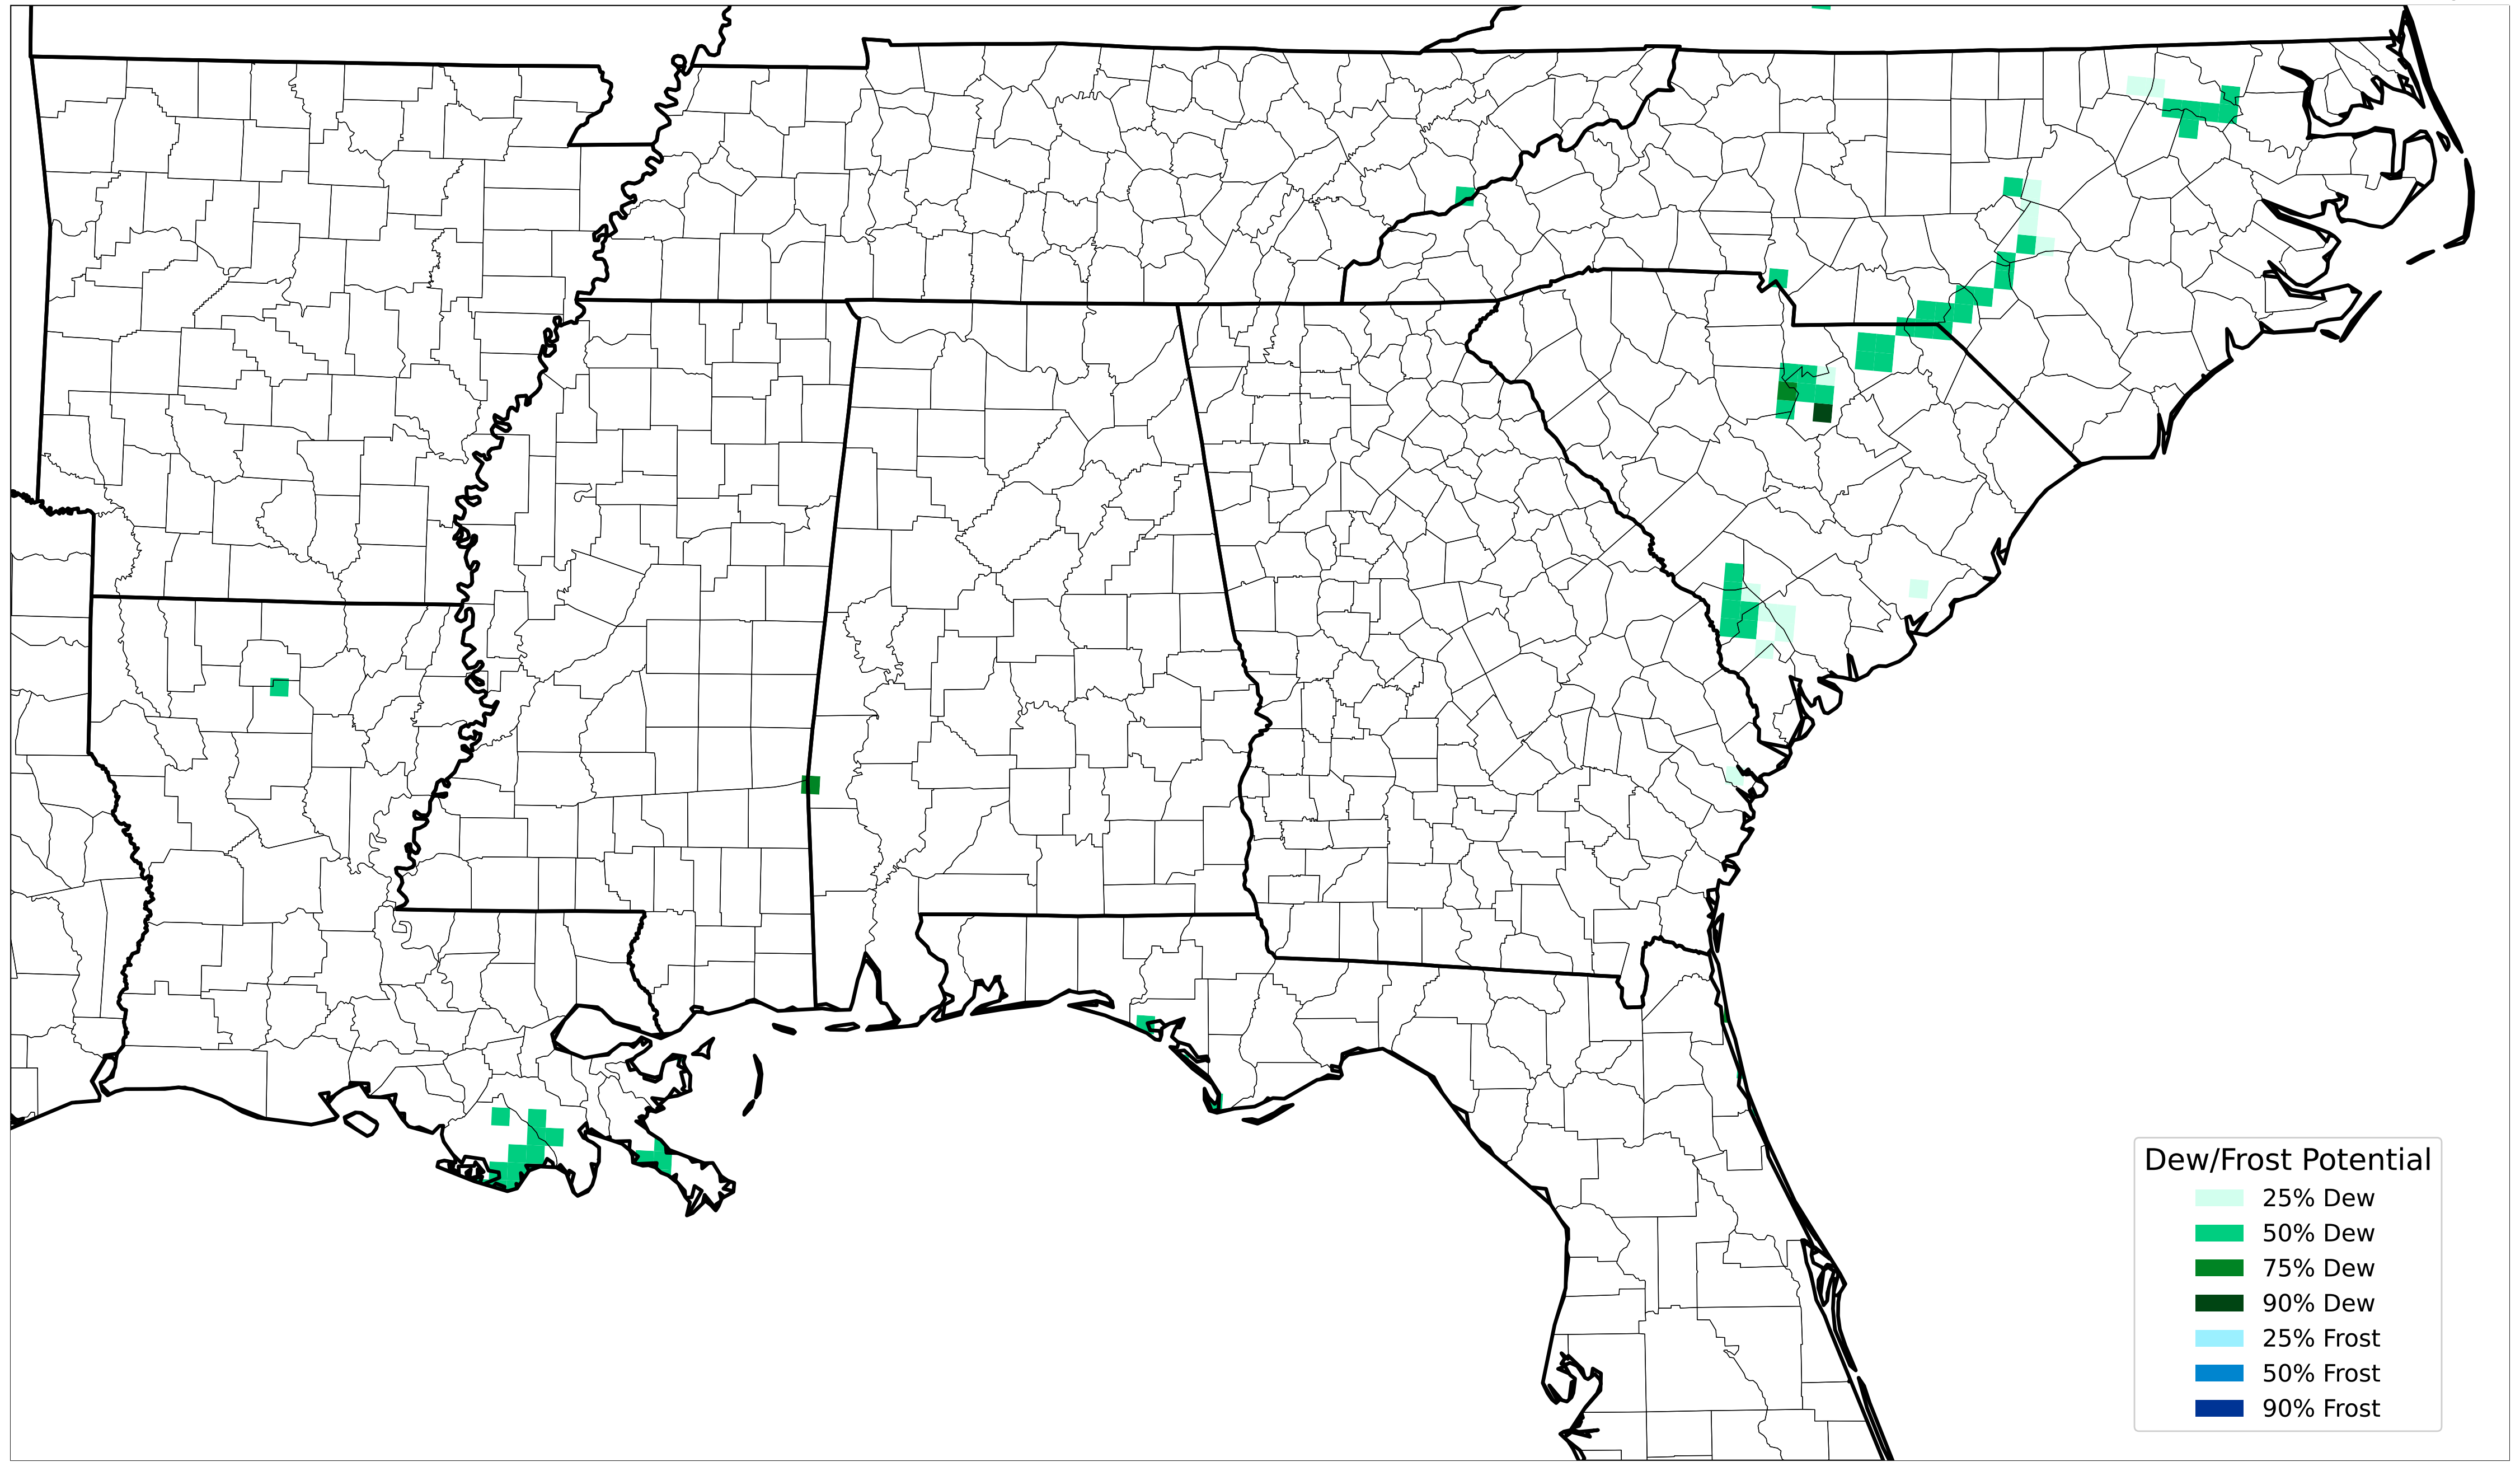 Dew/Frost Potential
25% Dew
50% Dew
75% Dew
90% Dew
25% Frost
50% Frost
90% Frost